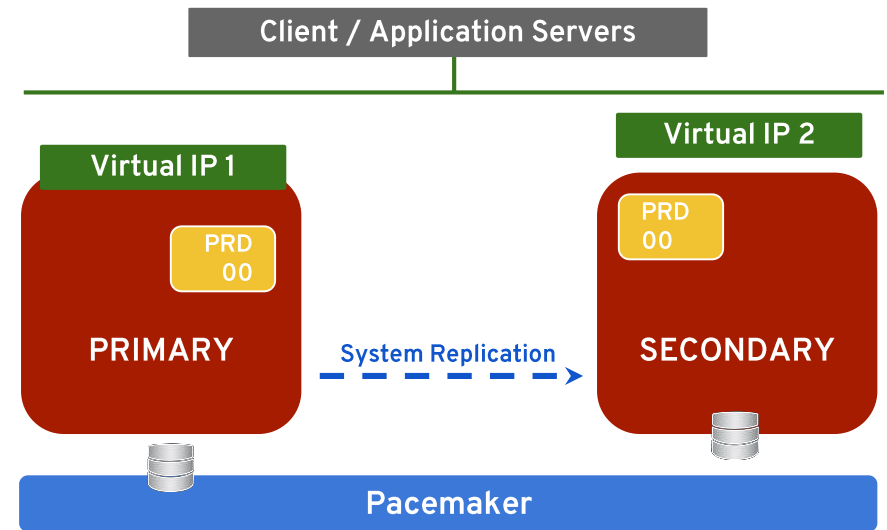 Client / Application Servers
Virtual IP 1
Virtual IP 2
PRD
00
PRD
00
PRIMARY
System Replication
SECONDARY
Pacemaker